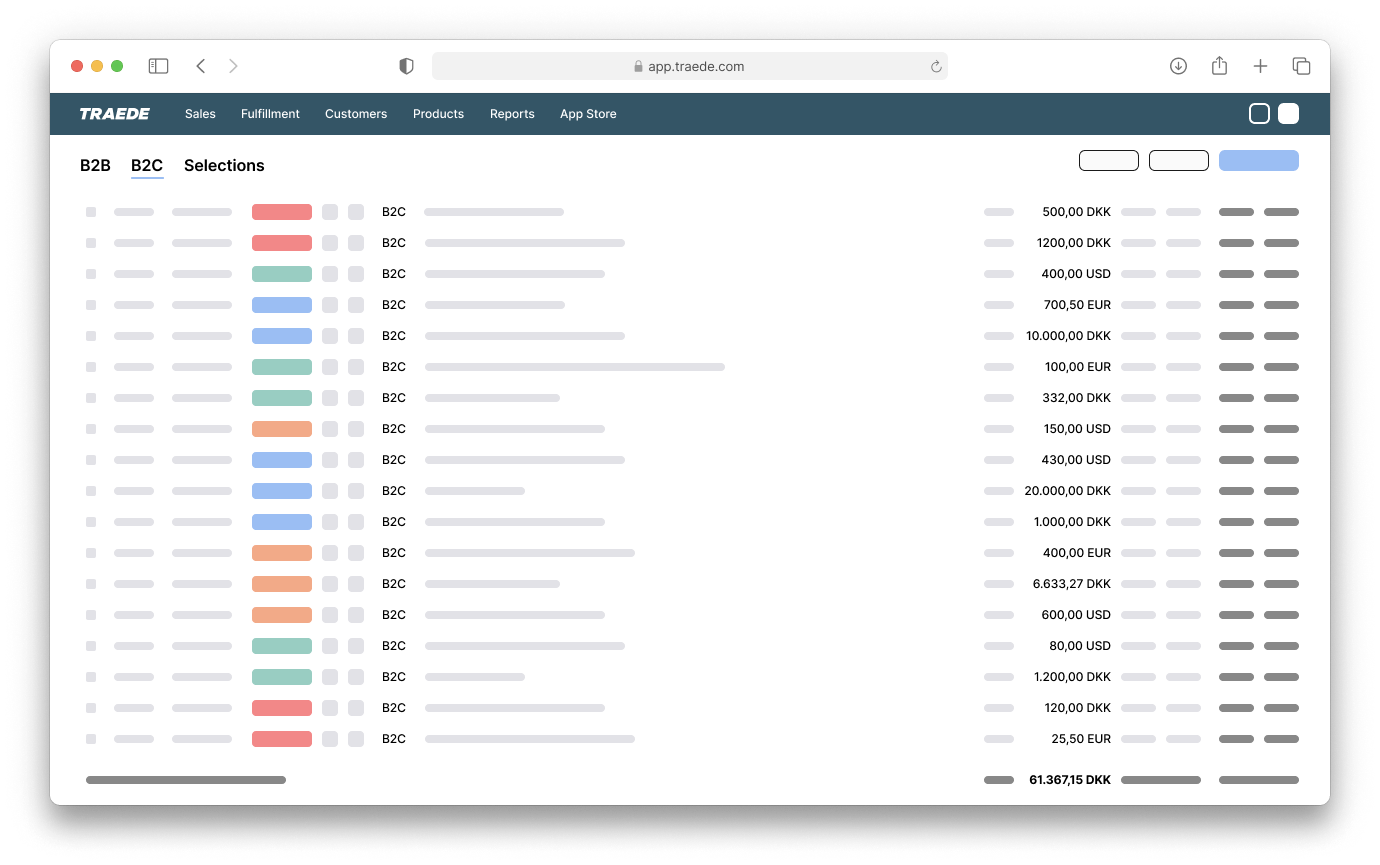 app.traede.com
TRAEDE Sales Fulfillment Customers Products Reports App Store
B2B B2C Selections
B2C 500,00 DKK
B2C 1200,00 DKK
B2C 400,00 USD
B2C 700,50 EUR
B2C 10.000,00 DKK
B2C 100,00 EUR
B2C 332,00 DKK
B2C 150,00 USD
B2C 430,00 USD
B2C 20.000,00 DKK
B2C 1.000,00 DKK
B2C 400,00 EUR
B2C 6.633,27 DKK
B2C 600,00 USD
B2C 80,00 USD
B2C 1.200,00 DKK
B2C 120,00 DKK
B2C 25,50 EUR
61.367,15 DKK